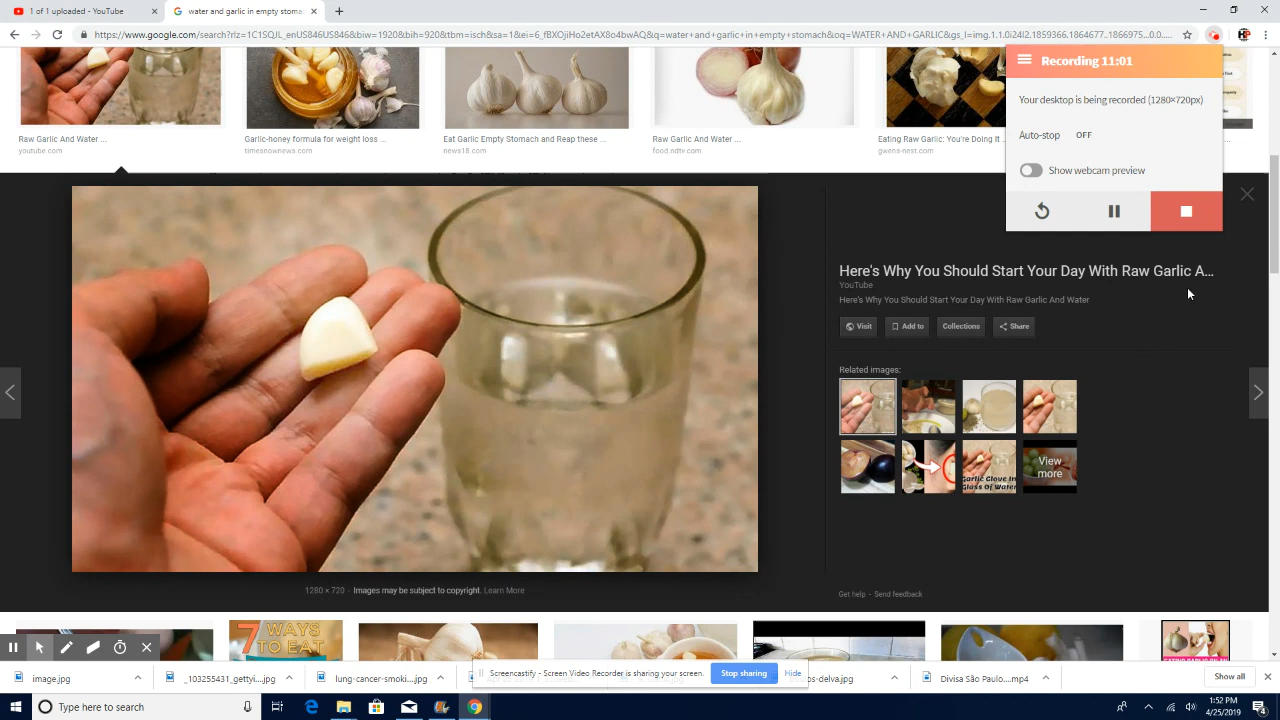 1 of 1 uploaded - YouTube
water and garlic in empty stoma
google.com/search?rlz=1C1SQJL_enUS846US846&biw=1920&bih=920&tbm=isch&sa=1&ei=6_fBXOjiHo2etAX8o4bwAQ&q=water+and+garlic+in+empty+stomach&oq=WATER+AND+GARLIC&gs_l=img.1.1.0i24l2.1859366.1864677..1866975...0.0....
Recording 11:01
Your desktop is being recorded (1280×720px)
Auto-stop OFF
Show webcam preview
Raw Garlic And Water ...
youtube.com
Garlic-honey formula for weight loss ...
timesnownews.com
Eat Garlic Empty Stomach and Reap these ...
news18.com
Raw Garlic And Water ...
food.ndtv.com
Eating Raw Garlic: You're Doing It ...
gwens-nest.com
Here's Why You Should Start Your Day With Raw Garlic A...
YouTube
Here's Why You Should Start Your Day With Raw Garlic And Water
Visit
Add to
Collections
Share
Related images:
Garlic Clove In
Glass Of Water
View
more
1280 × 720 - Images may be subject to copyright. Learn More
Get help - Send feedback
7 WAYS
TO EAT
image.jpg
_103255431_gettyi....jpg
lung-cancer-smoki....jpg
Screencastify - Screen Video Recorder is sharing your screen.
Stop sharing
Hide
os-delva.jpg
Divisa São Paulo....mp4
Show all
Type here to search
1:52 PM
4/25/2019
4